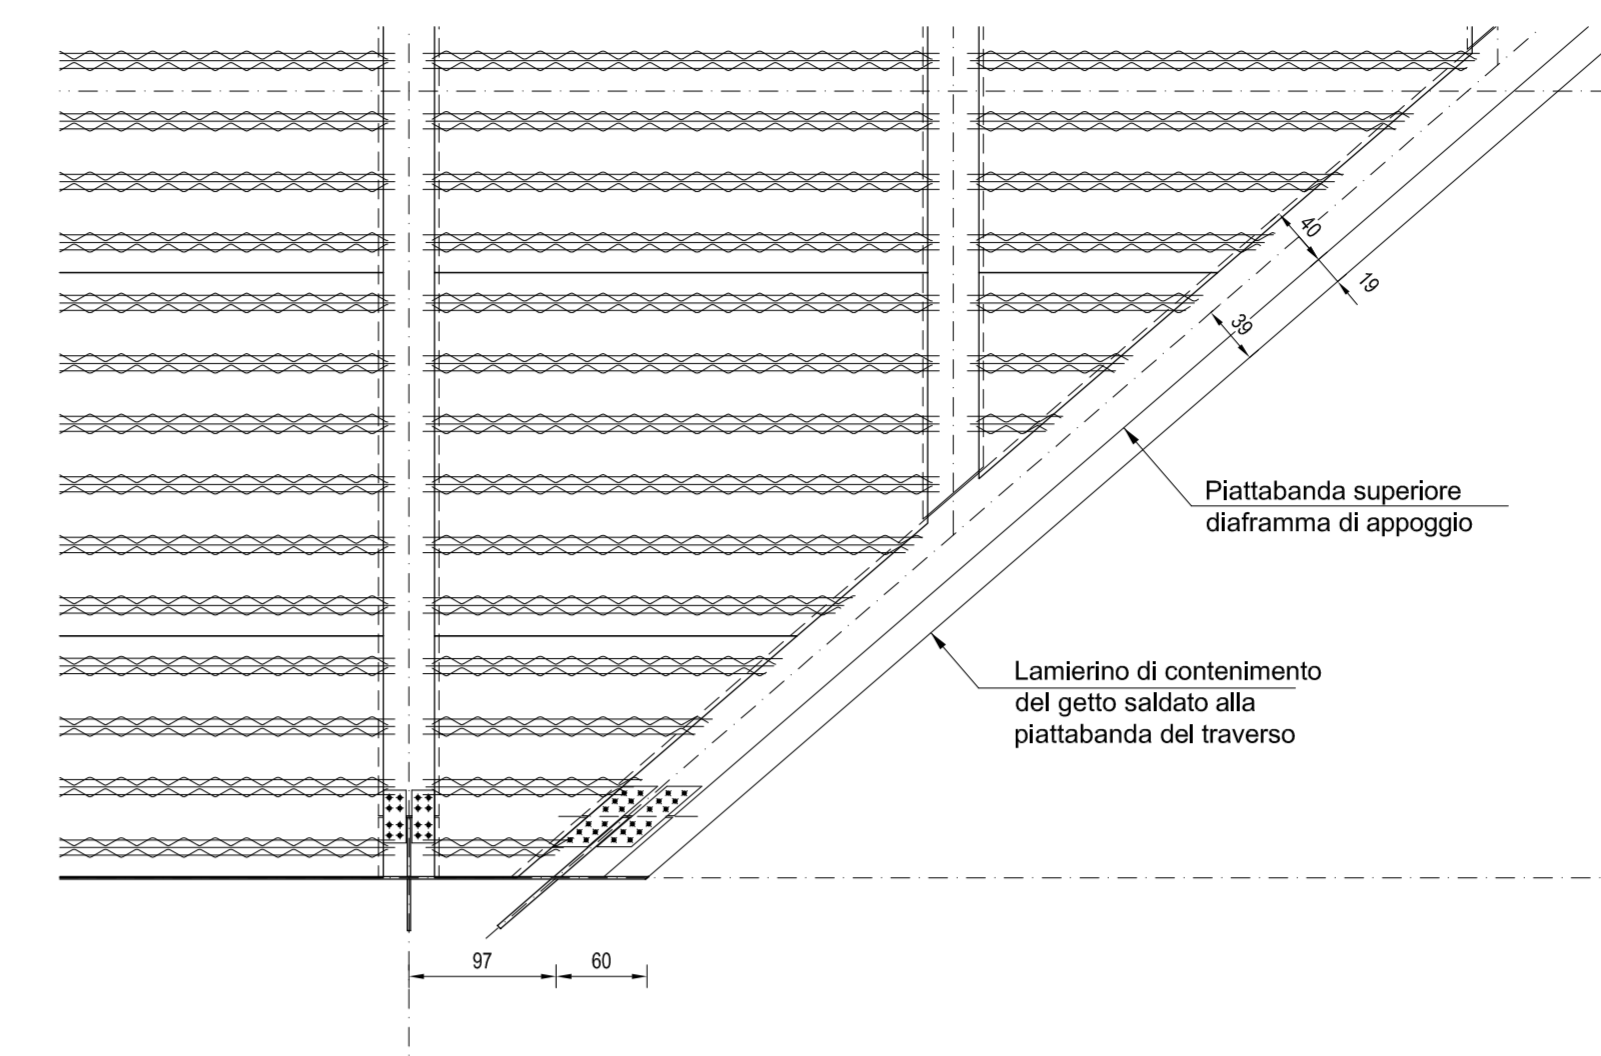 40
19
39
Piattabanda superiore
diaframma di appoggio
Lamierino di contenimento
del getto saldato alla
piattabanda del traverso
97
60